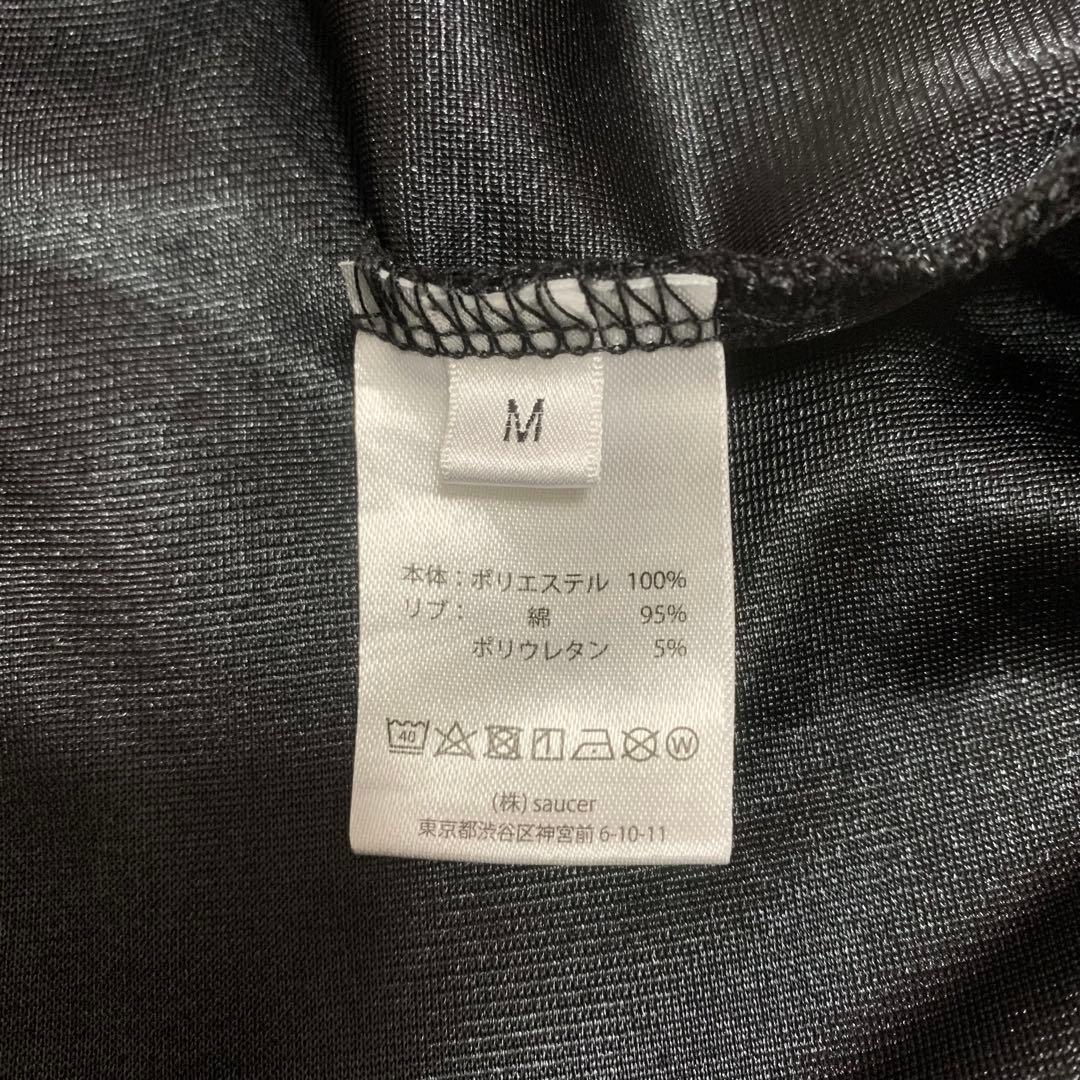 M
本体：ポリエステル 100%
リブ： 綿 95%
ポリウレタン 5%
40 W
(株) saucer
東京都渋谷区神宮前 6-10-11